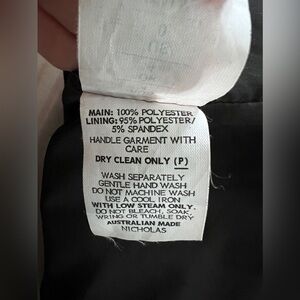 MAIN: 100% POLYESTER
LINING: 95% POLYESTER/
5% SPANDEX
HANDLE GARMENT WITH
CARE
DRY CLEAN ONLY (P)
WASH SEPARATELY
GENTLE HAND WASH
DO NOT MACHINE WASH
USE A COOL IRON
WITH LOW STEAM ONLY.
DO NOT BLEACH, SOAK,
WRING OR TUMBLE DRY
AUSTRALIAN MADE
NICHOLAS